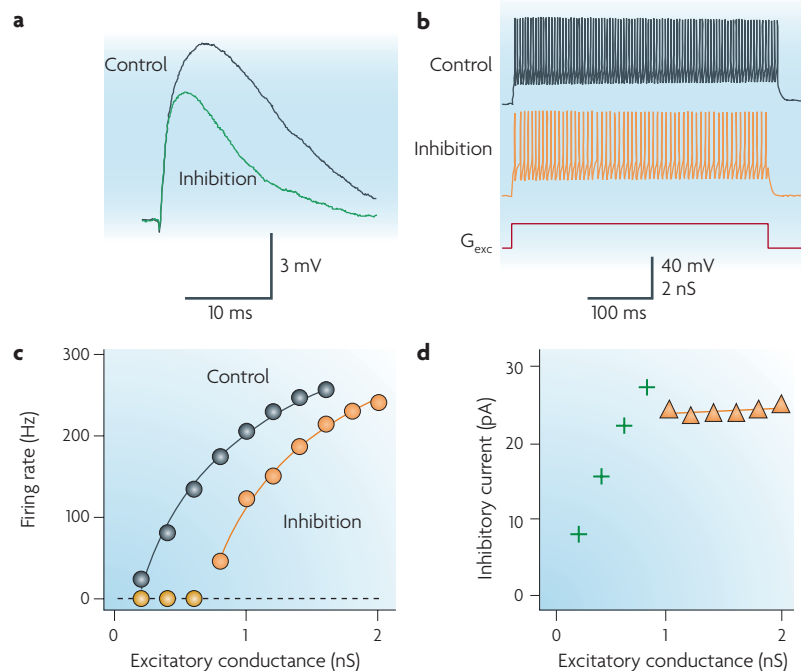 a
Control
Inhibition
3 mV
10 ms
b
Control
Inhibition
Gexc
40 mV
2 nS
100 ms
c
300
200
100
0
Firing rate (Hz)
Control
Inhibition
0
1
2
Excitatory conductance (nS)
d
30
20
10
0
Inhibitory current (pA)
0
1
2
Excitatory conductance (nS)